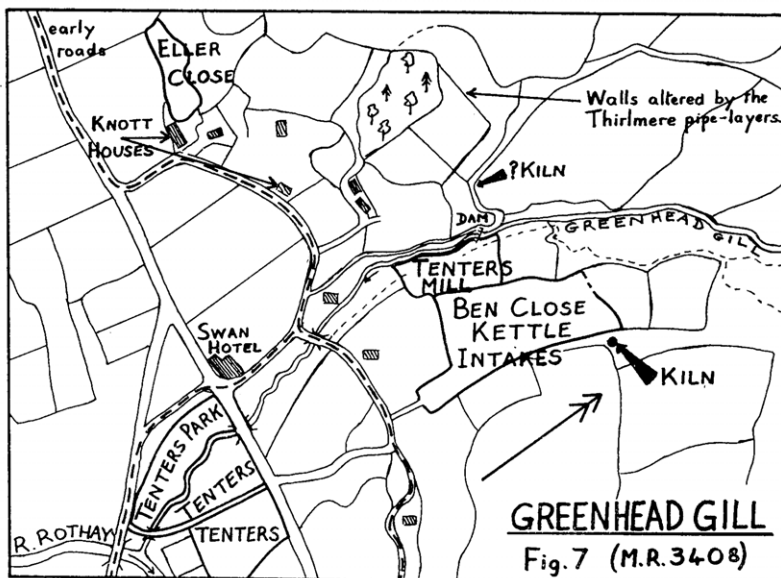 early
roads
ELLER
CLOSE
Walls altered by the
Thirlmere pipe-layers
KNOTT
HOUSES
?KILN
DAM
GREENHEAD GILL
TENTERS
MILL
BEN CLOSE
KETTLE
INTAKES
SWAN
HOTEL
KILN
TENTERS PARK
TENTERS
TENTERS
R. ROTHAY
GREENHEAD GILL
Fig.7 (M.R.3408)